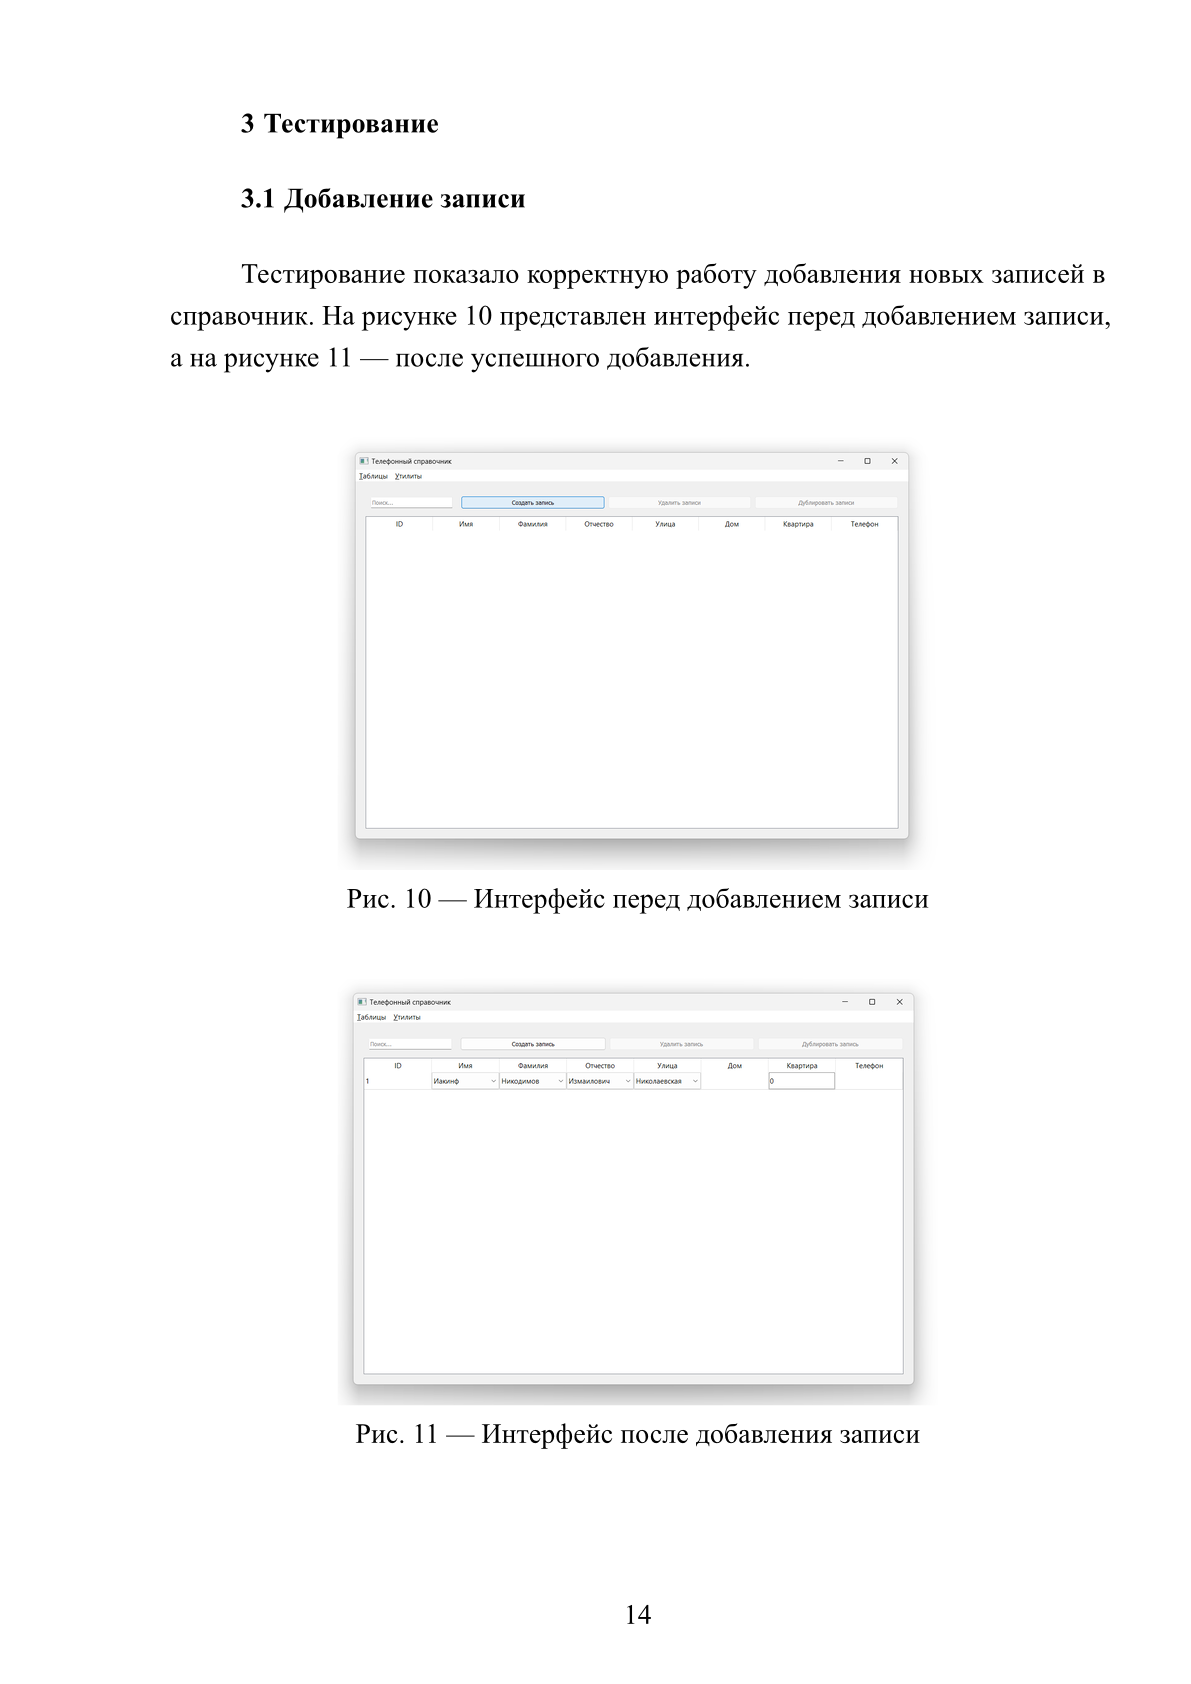 3 Тестирование
3.1 Добавление записи
Тестирование показало корректную работу добавления новых записей в
справочник. На рисунке 10 представлен интерфейс перед добавлением записи,
а на рисунке 11 — после успешного добавления.
Телефонный справочник
Таблицы Утилиты
Поиск... Создать запись Удалить записи Дублировать записи
ID Имя Фамилия Отчество Улица Дом Квартира Телефон
Рис. 10 — Интерфейс перед добавлением записи
Телефонный справочник
Таблицы Утилиты
Поиск... Создать запись Удалить запись Дублировать запись
ID Имя Фамилия Отчество Улица Дом Квартира Телефон
1 Иакинф Никодимов Измаилович Николаевская 0
Рис. 11 — Интерфейс после добавления записи
14